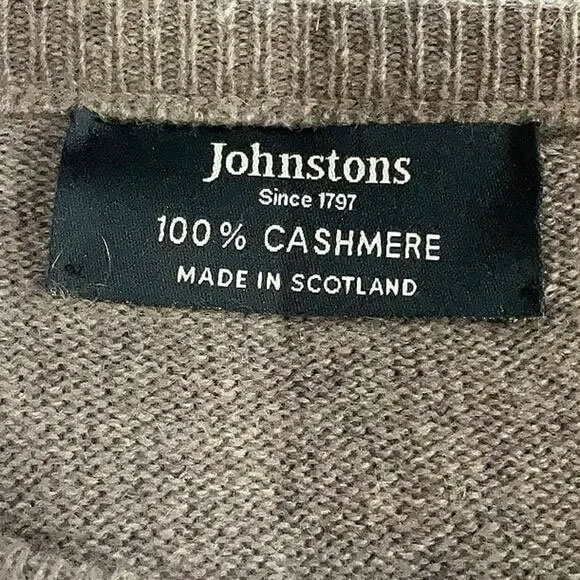 Johnstons
Since 1797
100% CASHMERE
MADE IN SCOTLAND